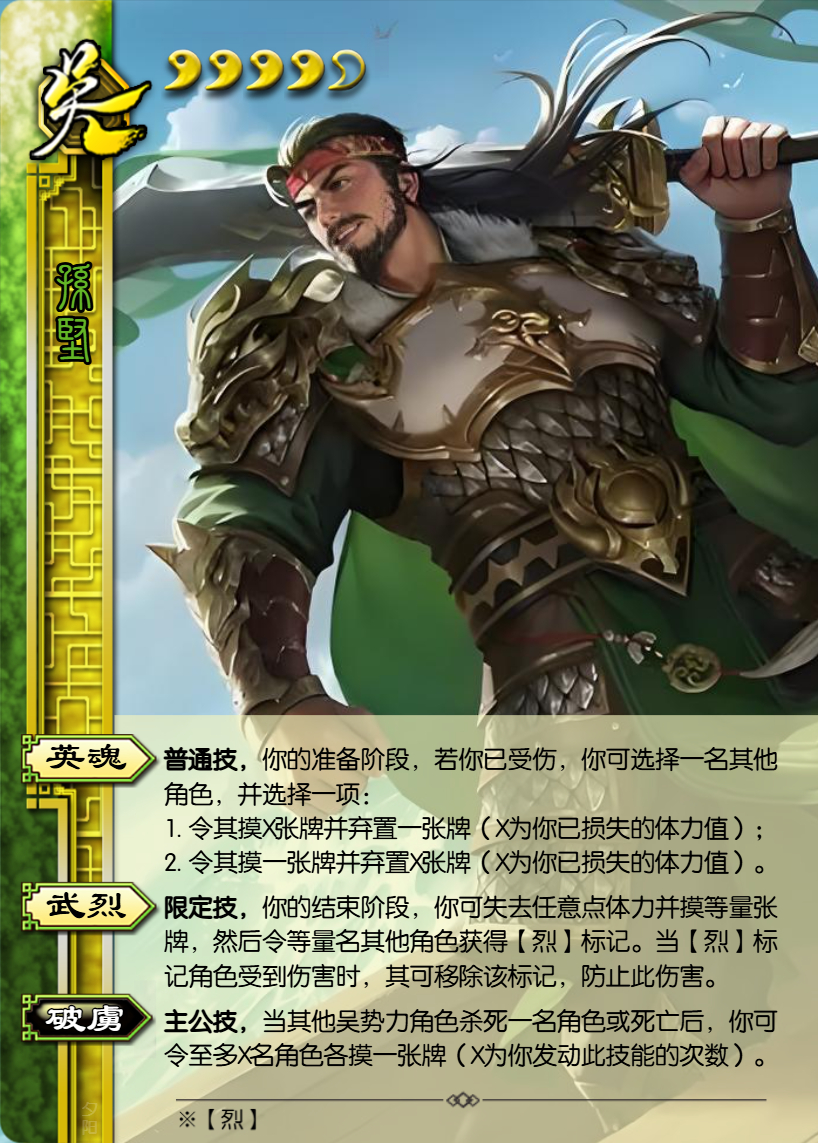 吴
孫堅
英魂
普通技，你的准备阶段，若你已受伤，你可选择一名其他
角色，并选择一项：
1. 令其摸X张牌并弃置一张牌（X为你已损失的体力值）；
2. 令其摸一张牌并弃置X张牌（X为你已损失的体力值）。
武烈
限定技，你的结束阶段，你可失去任意点体力并摸等量张
牌，然后令等量名其他角色获得【烈】标记。当【烈】标
记角色受到伤害时，其可移除该标记，防止此伤害。
破虜
主公技，当其他吴势力角色杀死一名角色或死亡后，你可
令至多X名角色各摸一张牌（X为你发动此技能的次数）。
※【烈】